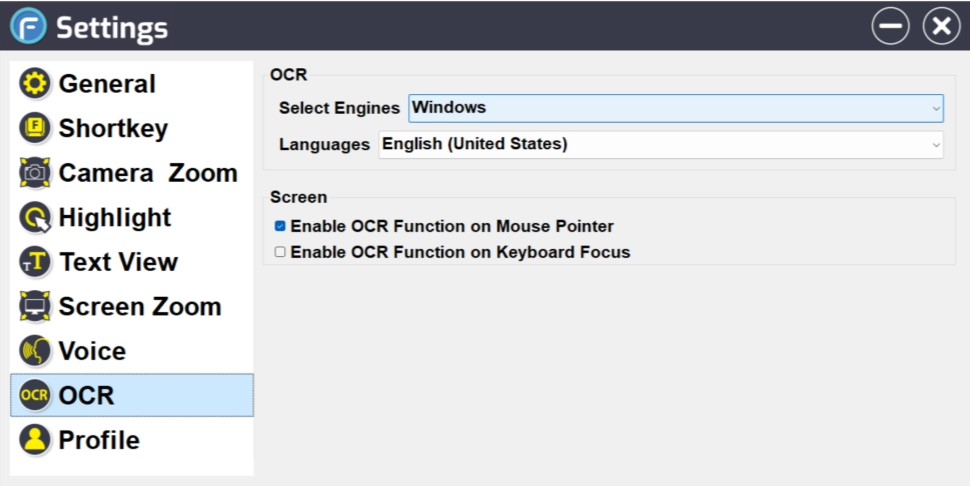 Settings
General
Shortkey
Camera Zoom
Highlight
Text View
Screen Zoom
Voice
OCR OCR
Profile
OCR
Select Engines Windows
Languages English (United States)
Screen
Enable OCR Function on Mouse Pointer
Enable OCR Function on Keyboard Focus